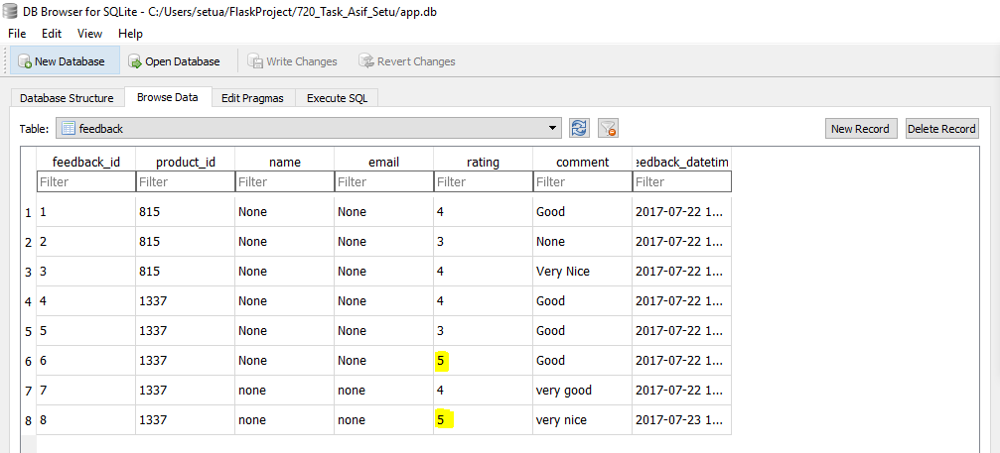 DB Browser for SQLite - C:/Users/setua/FlaskProject/720_Task_Asif_Setu/app.db
File Edit View Help
New Database Open Database Write Changes Revert Changes
Database Structure Browse Data Edit Pragmas Execute SQL
Table: feedback New Record Delete Record
feedback_id product_id name email rating comment eedback_datetim
Filter Filter Filter Filter Filter Filter Filter
1 1 815 None None 4 Good 2017-07-22 1...
2 2 815 None None 3 None 2017-07-22 1...
3 3 815 None None 4 Very Nice 2017-07-22 1...
4 4 1337 None None 4 Good 2017-07-22 1...
5 5 1337 None None 3 Good 2017-07-22 1...
6 6 1337 None None 5 Good 2017-07-22 1...
7 7 1337 none none 4 very good 2017-07-22 1...
8 8 1337 none none 5 very nice 2017-07-23 1...